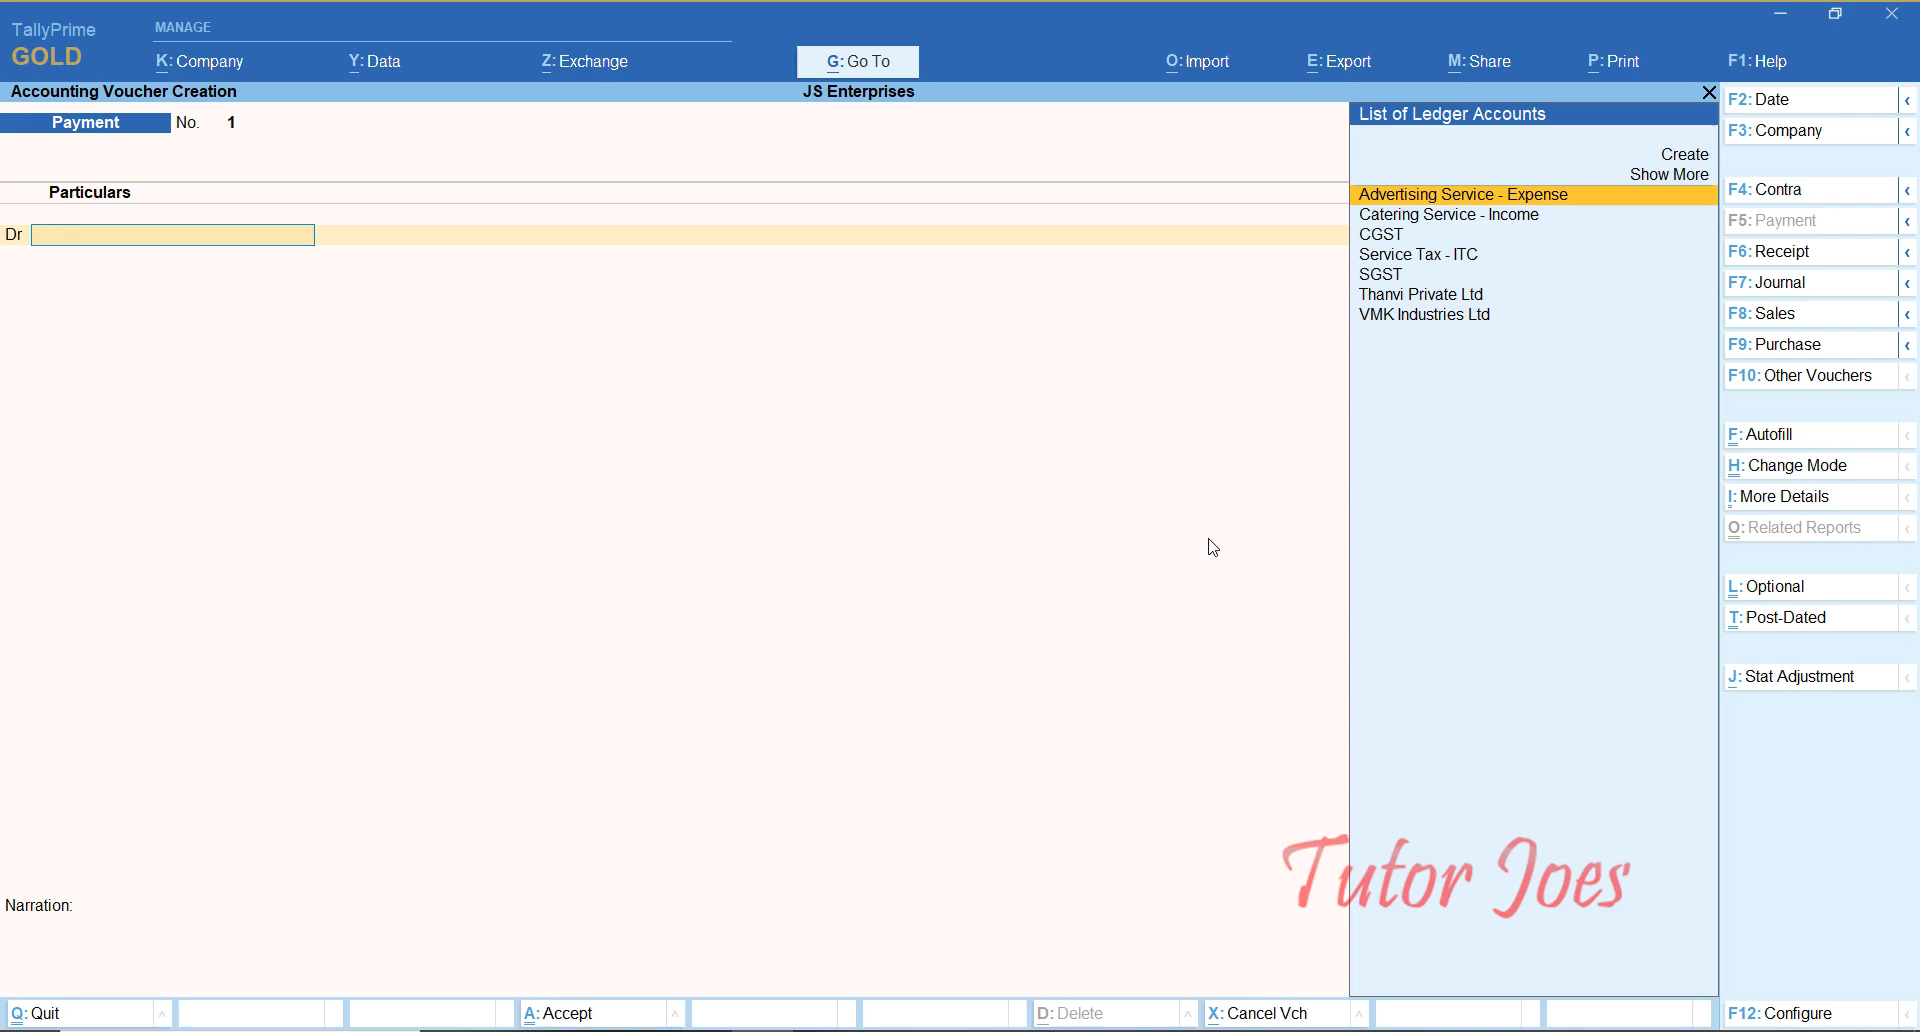 TallyPrime
GOLD
MANAGE
K: Company
Y: Data
Z: Exchange
G: Go To
O: Import
E: Export
M: Share
P: Print
F1: Help
Accounting Voucher Creation
JS Enterprises
Payment No. 1
Particulars
Dr
Narration:
List of Ledger Accounts
Create
Show More
Advertising Service - Expense
Catering Service - Income
CGST
Service Tax - ITC
SGST
Thanvi Private Ltd
VMK Industries Ltd
F2: Date
F3: Company
F4: Contra
F5: Payment
F6: Receipt
F7: Journal
F8: Sales
F9: Purchase
F10: Other Vouchers
F: Autofill
H: Change Mode
I: More Details
O: Related Reports
L: Optional
T: Post-Dated
J: Stat Adjustment
Tutor Joes
Q: Quit
A: Accept
D: Delete
X: Cancel Vch
F12: Configure